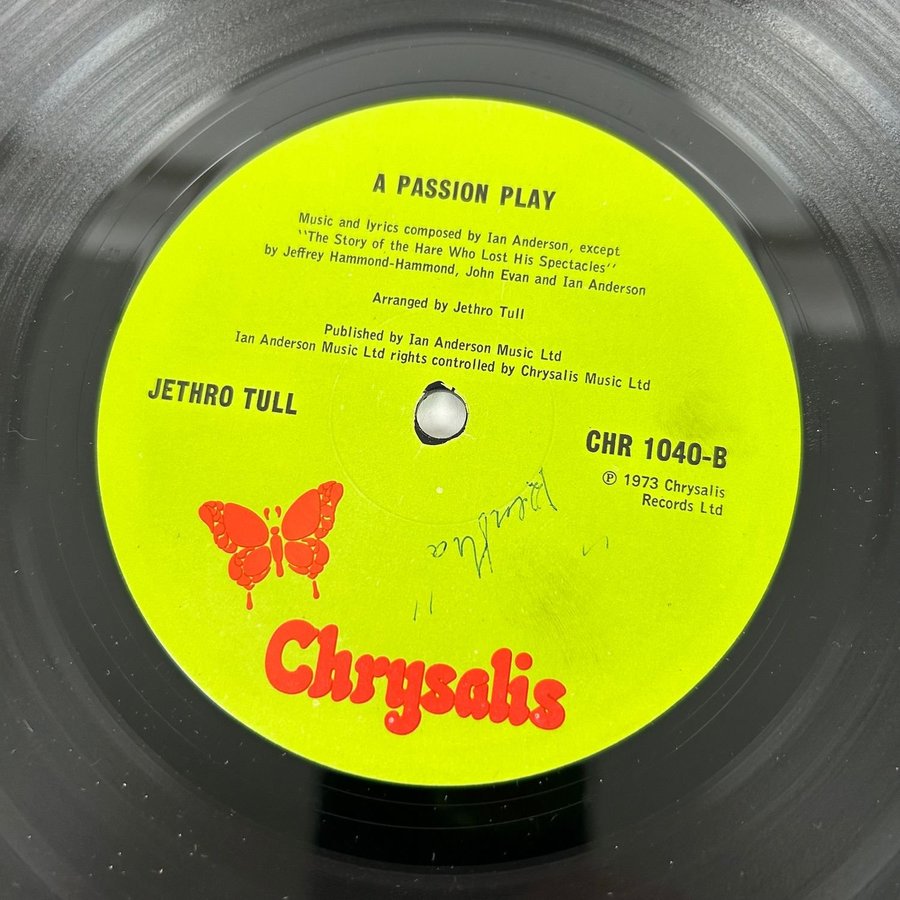 A PASSION PLAY
Music and lyrics composed by Ian Anderson, except
‘‘The Story of the Hare Who Lost His Spectacles’’
by Jeffrey Hammond-Hammond, John Evan and Ian Anderson
Arranged by Jethro Tull
Published by Ian Anderson Music Ltd
Ian Anderson Music Ltd rights controlled by Chrysalis Music Ltd
JETHRO TULL
CHR 1040-B
℗ 1973 Chrysalis
Records Ltd
Chrysalis